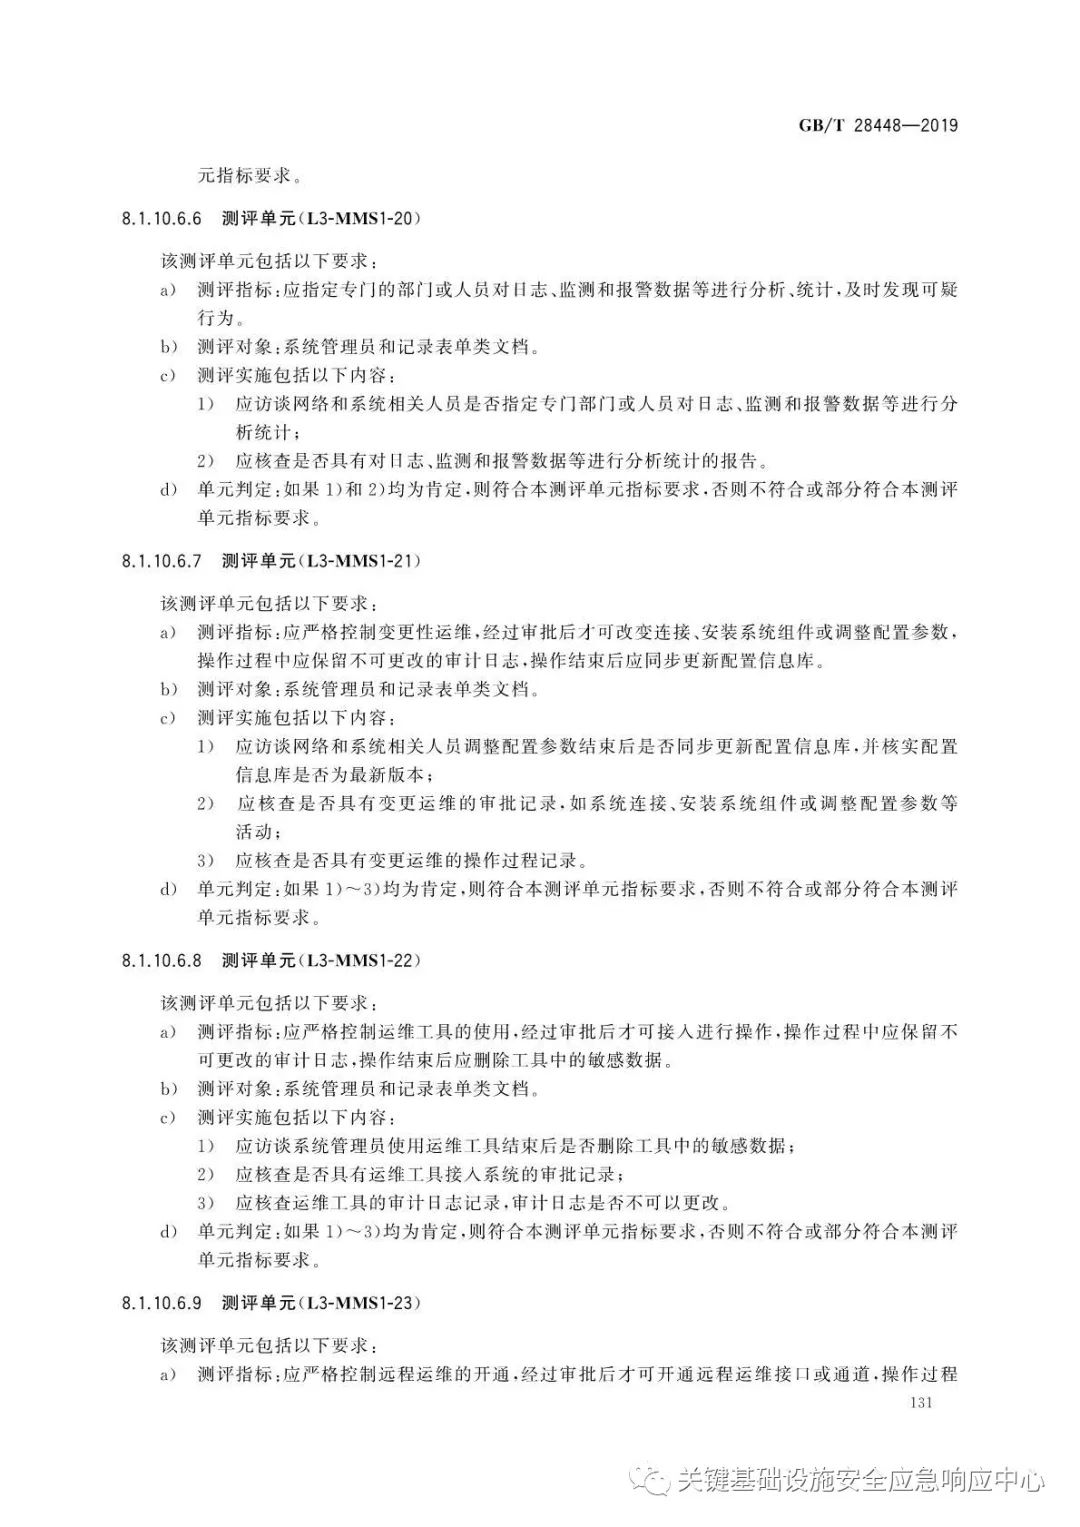 GB/T 28448—2019
元指标要求。
8.1.10.6.6 测评单元(L3-MMS1-20)
该测评单元包括以下要求:
a) 测评指标:应指定专门的部门或人员对日志、监测和报警数据等进行分析、统计,及时发现可疑
行为。
b) 测评对象:系统管理员和记录表单类文档。
c) 测评实施包括以下内容:
1) 应访谈网络和系统相关人员是否指定专门部门或人员对日志、监测和报警数据等进行分
析统计;
2) 应核查是否具有对日志、监测和报警数据等进行分析统计的报告。
d) 单元判定:如果 1)和 2)均为肯定,则符合本测评单元指标要求,否则不符合或部分符合本测评
单元指标要求。
8.1.10.6.7 测评单元(L3-MMS1-21)
该测评单元包括以下要求:
a) 测评指标:应严格控制变更性运维,经过审批后才可改变连接、安装系统组件或调整配置参数,
操作过程中应保留不可更改的审计日志,操作结束后应同步更新配置信息库。
b) 测评对象:系统管理员和记录表单类文档。
c) 测评实施包括以下内容:
1) 应访谈网络和系统相关人员调整配置参数结束后是否同步更新配置信息库,并核实配置
信息库是否为最新版本;
2) 应核查是否具有变更运维的审批记录,如系统连接、安装系统组件或调整配置参数等
活动;
3) 应核查是否具有变更运维的操作过程记录。
d) 单元判定:如果 1)~3)均为肯定,则符合本测评单元指标要求,否则不符合或部分符合本测评
单元指标要求。
8.1.10.6.8 测评单元(L3-MMS1-22)
该测评单元包括以下要求:
a) 测评指标:应严格控制运维工具的使用,经过审批后才可接入进行操作,操作过程中应保留不
可更改的审计日志,操作结束后应删除工具中的敏感数据。
b) 测评对象:系统管理员和记录表单类文档。
c) 测评实施包括以下内容:
1) 应访谈系统管理员使用运维工具结束后是否删除工具中的敏感数据;
2) 应核查是否具有运维工具接入系统的审批记录;
3) 应核查运维工具的审计日志记录,审计日志是否不可以更改。
d) 单元判定:如果 1)~3)均为肯定,则符合本测评单元指标要求,否则不符合或部分符合本测评
单元指标要求。
8.1.10.6.9 测评单元(L3-MMS1-23)
该测评单元包括以下要求:
a) 测评指标:应严格控制远程运维的开通,经过审批后才可开通远程运维接口或通道,操作过程
131
关键基础设施安全应急响应中心